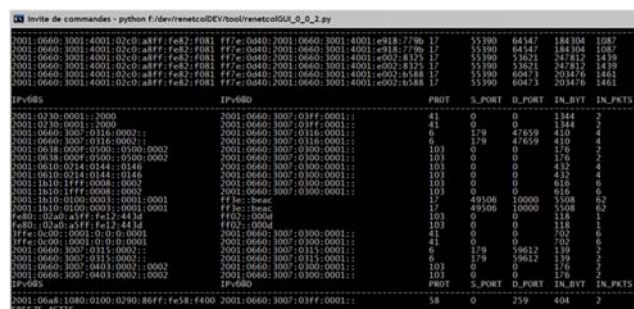 Invite de commandes - python f:/dev/renetcolDEV/tool/renetcolGUI_0_0_2.py
2001:0660:3001:4001:02c0:a8ff:fe82:f081 ff7e:0d40:2001:0660:3001:4001:e918:779b 17 55390 64547 184304 1087
2001:0660:3001:4001:02c0:a8ff:fe82:f081 ff7e:0d40:2001:0660:3001:4001:e918:779b 17 55390 64547 184304 1087
2001:0660:3001:4001:02c0:a8ff:fe82:f081 ff7e:0d40:2001:0660:3001:4001:e002:8325 17 55390 53621 247812 1439
2001:0660:3001:4001:02c0:a8ff:fe82:f081 ff7e:0d40:2001:0660:3001:4001:e002:8325 17 55390 53621 247812 1439
2001:0660:3001:4001:02c0:a8ff:fe82:f081 ff7e:0d40:2001:0660:3001:4001:e002:b588 17 55390 60473 203476 1461
2001:0660:3001:4001:02c0:a8ff:fe82:f081 ff7e:0d40:2001:0660:3001:4001:e002:b588 17 55390 60473 203476 1461
IPv6@S IPv6@D PROT S_PORT D_PORT IN_BYT IN_PKTS
2001:0230:0001::2000 2001:0660:3007:03ff:0001:: 41 0 0 1344 2
2001:0230:0001::2000 2001:0660:3007:03ff:0001:: 41 0 0 1344 2
2001:0660:3007:0316:0002:: 2001:0660:3007:0316:0001:: 6 179 47659 410 4
2001:0660:3007:0316:0002:: 2001:0660:3007:0316:0001:: 6 179 47659 410 4
2001:0638:000f:0500::0500:0002 2001:0660:3007:0300:0001:: 103 0 0 176 2
2001:0638:000f:0500::0500:0002 2001:0660:3007:0300:0001:: 103 0 0 176 2
2001:0610:0214:0144::0146 2001:0660:3007:0300:0001:: 103 0 0 432 4
2001:0610:0214:0144::0146 2001:0660:3007:0300:0001:: 103 0 0 432 4
2001:1b10:1fff:0008::0002 2001:0660:3007:0300:0001:: 103 0 0 616 6
2001:1b10:1fff:0008::0002 2001:0660:3007:0300:0001:: 103 0 0 616 6
2001:1b10:0100:0003::0001:0001 ff3e::beac 17 49506 10000 5508 62
2001:1b10:0100:0003::0001:0001 ff3e::beac 17 49506 10000 5508 62
fe80::02a0:a5ff:fe12:443d ff02::000d 103 0 0 118 1
fe80::02a0:a5ff:fe12:443d ff02::000d 103 0 0 118 1
3ffe:0c00::0001:0:0:0:0001 2001:0660:3007:0300:0001:: 41 0 0 702 6
3ffe:0c00::0001:0:0:0:0001 2001:0660:3007:0300:0001:: 41 0 0 702 6
2001:0660:3007:0315:0002:: 2001:0660:3007:0315:0001:: 6 179 59612 139 2
2001:0660:3007:0315:0002:: 2001:0660:3007:0315:0001:: 6 179 59612 139 2
2001:0660:3007:0403:0002::0002 2001:0660:3007:0300:0001:: 103 0 0 176 2
2001:0660:3007:0403:0002::0002 2001:0660:3007:0300:0001:: 103 0 0 176 2
IPv6@S IPv6@D PROT S_PORT D_PORT IN_BYT IN_PKTS
2001:06a8:1080:0100:0290:86ff:fe58:f400 2001:0660:3007:03ff:0001:: 58 0 259 404 2